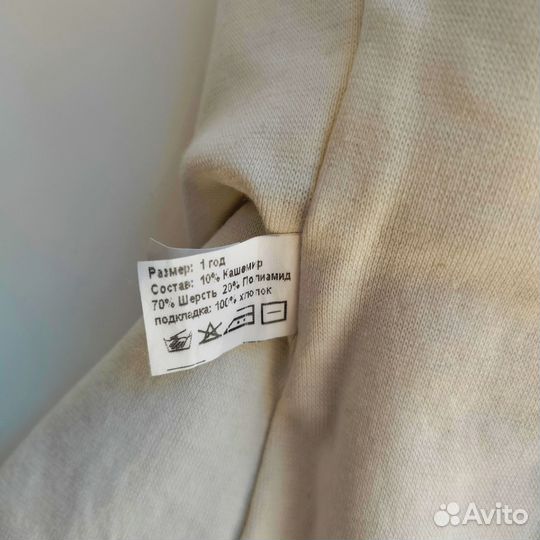 Размер: 1 год
Состав: 10% Кашемир
70% Шерсть 20% Полиамид
подкладка: 100% хлопок
Avito